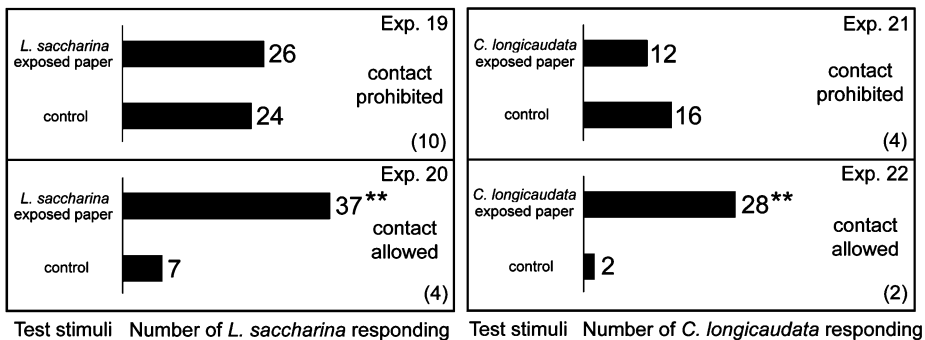 Exp. 19
L. saccharina
exposed paper
26
contact
prohibited
control
24
(10)
Exp. 20
L. saccharina
exposed paper
37**
contact
allowed
control
7
(4)
Test stimuli Number of L. saccharina responding
Exp. 21
C. longicaudata
exposed paper
12
contact
prohibited
control
16
(4)
Exp. 22
C. longicaudata
exposed paper
28**
contact
allowed
control
2
(2)
Test stimuli Number of C. longicaudata responding